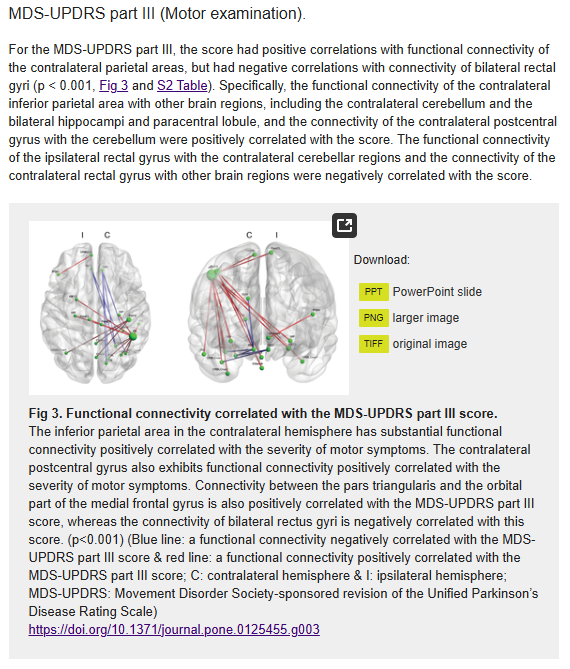 MDS-UPDRS part III (Motor examination).
For the MDS-UPDRS part III, the score had positive correlations with functional connectivity of
the contralateral parietal areas, but had negative correlations with connectivity of bilateral rectal
gyri (p < 0.001, Fig 3 and S2 Table). Specifically, the functional connectivity of the contralateral
inferior parietal area with other brain regions, including the contralateral cerebellum and the
bilateral hippocampi and paracentral lobule, and the connectivity of the contralateral postcentral
gyrus with the cerebellum were positively correlated with the score. The functional connectivity
of the ipsilateral rectal gyrus with the contralateral cerebellar regions and the connectivity of the
contralateral rectal gyrus with other brain regions were negatively correlated with the score.
I C
C I
Download:
PPT PowerPoint slide
PNG larger image
TIFF original image
Fig 3. Functional connectivity correlated with the MDS-UPDRS part III score.
The inferior parietal area in the contralateral hemisphere has substantial functional
connectivity positively correlated with the severity of motor symptoms. The contralateral
postcentral gyrus also exhibits functional connectivity positively correlated with the
severity of motor symptoms. Connectivity between the pars triangularis and the orbital
part of the medial frontal gyrus is also positively correlated with the MDS-UPDRS part III
score, whereas the connectivity of bilateral rectus gyri is negatively correlated with this
score. (p<0.001) (Blue line: a functional connectivity negatively correlated with the MDS-
UPDRS part III score & red line: a functional connectivity positively correlated with the
MDS-UPDRS part III score; C: contralateral hemisphere & I: ipsilateral hemisphere;
MDS-UPDRS: Movement Disorder Society-sponsored revision of the Unified Parkinson's
Disease Rating Scale)
https://doi.org/10.1371/journal.pone.0125455.g003